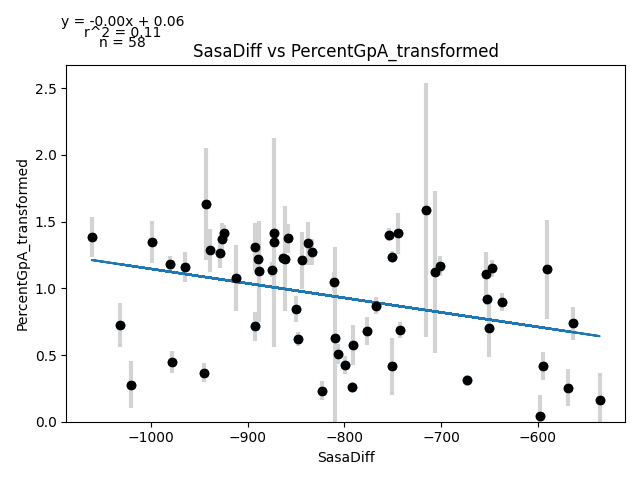 y = -0.00x + 0.06
r^2 = 0.11
n = 58
SasaDiff vs PercentGpA_transformed
2.5
2.0
1.5
1.0
0.5
0.0
PercentGpA_transformed
−1000
−900
−800
−700
−600
SasaDiff